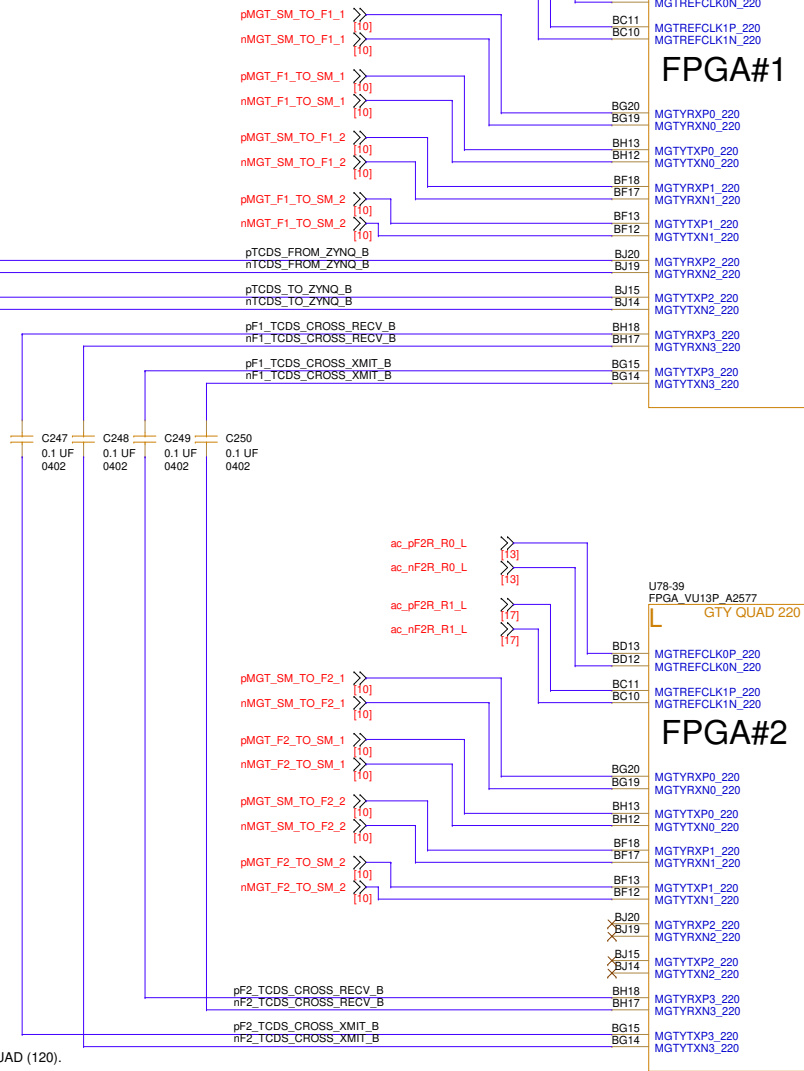 MGTREFCLK0N_220
pMGT_SM_TO_F1_1
[10]
BC11
MGTREFCLK1P_220
nMGT_SM_TO_F1_1
[10]
BC10
MGTREFCLK1N_220
FPGA#1
pMGT_F1_TO_SM_1
[10]
nMGT_F1_TO_SM_1
[10]
BG20
MGTYRXP0_220
BG19
MGTYRXN0_220
pMGT_SM_TO_F1_2
[10]
BH13
MGTYTXP0_220
nMGT_SM_TO_F1_2
[10]
BH12
MGTYTXN0_220
BF18
MGTYRXP1_220
pMGT_F1_TO_SM_2
[10]
BF17
MGTYRXN1_220
nMGT_F1_TO_SM_2
[10]
BF13
MGTYTXP1_220
BF12
MGTYTXN1_220
pTCDS_FROM_ZYNQ_B
BJ20
MGTYRXP2_220
nTCDS_FROM_ZYNQ_B
BJ19
MGTYRXN2_220
pTCDS_TO_ZYNQ_B
BJ15
MGTYTXP2_220
nTCDS_TO_ZYNQ_B
BJ14
MGTYTXN2_220
pF1_TCDS_CROSS_RECV_B
BH18
MGTYRXP3_220
nF1_TCDS_CROSS_RECV_B
BH17
MGTYRXN3_220
pF1_TCDS_CROSS_XMIT_B
BG15
MGTYTXP3_220
nF1_TCDS_CROSS_XMIT_B
BG14
MGTYTXN3_220
C247
0.1 UF
0402
C248
0.1 UF
0402
C249
0.1 UF
0402
C250
0.1 UF
0402
ac_pF2R_R0_L
[13]
ac_nF2R_R0_L
[13]
ac_pF2R_R1_L
[17]
ac_nF2R_R1_L
[17]
U78-39
FPGA_VU13P_A2577
L
GTY QUAD 220
BD13
MGTREFCLK0P_220
BD12
MGTREFCLK0N_220
pMGT_SM_TO_F2_1
[10]
BC11
MGTREFCLK1P_220
nMGT_SM_TO_F2_1
[10]
BC10
MGTREFCLK1N_220
FPGA#2
pMGT_F2_TO_SM_1
[10]
nMGT_F2_TO_SM_1
[10]
BG20
MGTYRXP0_220
BG19
MGTYRXN0_220
pMGT_SM_TO_F2_2
[10]
BH13
MGTYTXP0_220
nMGT_SM_TO_F2_2
[10]
BH12
MGTYTXN0_220
BF18
MGTYRXP1_220
pMGT_F2_TO_SM_2
[10]
BF17
MGTYRXN1_220
nMGT_F2_TO_SM_2
[10]
BF13
MGTYTXP1_220
BF12
MGTYTXN1_220
BJ20
MGTYRXP2_220
BJ19
MGTYRXN2_220
BJ15
MGTYTXP2_220
BJ14
MGTYTXN2_220
pF2_TCDS_CROSS_RECV_B
BH18
MGTYRXP3_220
nF2_TCDS_CROSS_RECV_B
BH17
MGTYRXN3_220
pF2_TCDS_CROSS_XMIT_B
BG15
MGTYTXP3_220
nF2_TCDS_CROSS_XMIT_B
BG14
MGTYTXN3_220
UAD (120).